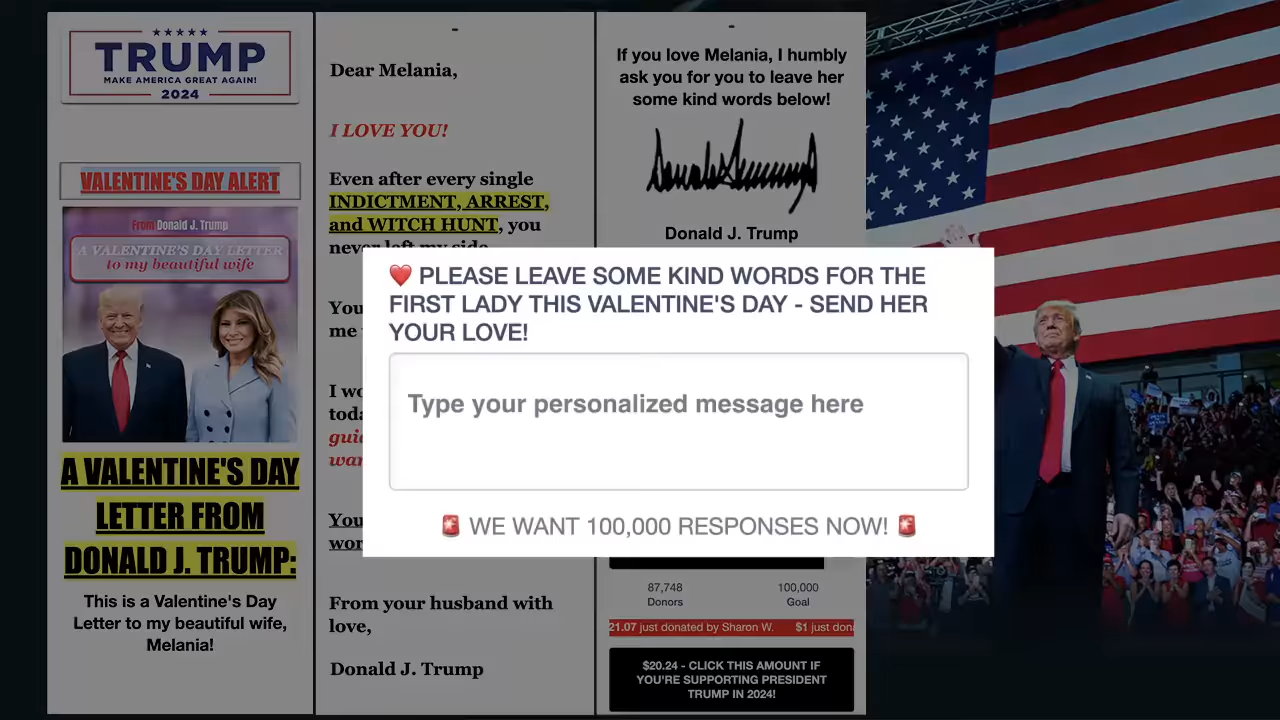 TRUMP
MAKE AMERICA GREAT AGAIN!
2024
VALENTINE'S DAY ALERT
From Donald J. Trump
A VALENTINE'S DAY LETTER
to my beautiful wife
A VALENTINE'S DAY
LETTER FROM
DONALD J. TRUMP:
This is a Valentine's Day
Letter to my beautiful wife,
Melania!
-
Dear Melania,
I LOVE YOU!
Even after every single
INDICTMENT, ARREST,
and WITCH HUNT, you
never left my side
From your husband with
love,
Donald J. Trump
-
If you love Melania, I humbly
ask you for you to leave her
some kind words below!
Donald J. Trump
❤️ PLEASE LEAVE SOME KIND WORDS FOR THE
FIRST LADY THIS VALENTINE'S DAY - SEND HER
YOUR LOVE!
Type your personalized message here
🚨 WE WANT 100,000 RESPONSES NOW! 🚨
87,748 100,000
Donors Goal
21.07 just donated by Sharon W. $1 just
$20.24 - CLICK THIS AMOUNT IF
YOU'RE SUPPORTING PRESIDENT
TRUMP IN 2024!